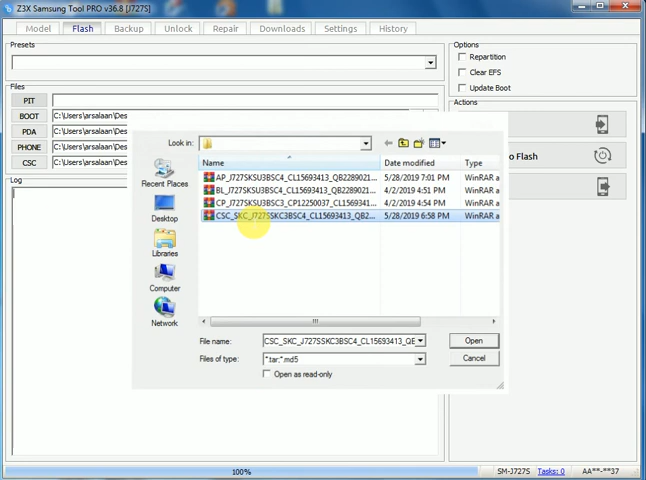 Z3X Samsung Tool PRO v36.8 [J727S]
Model Flash Backup Unlock Repair Downloads Settings History
Presets
Options
Repartition
Clear EFS
Update Boot
Files
PIT
BOOT C:\Users\arsalaan\Des
PDA C:\Users\arsalaan\Des
PHONE C:\Users\arsalaan\Des
CSC C:\Users\arsalaan\Des
Actions
o Flash
Log
Look in:
Name Date modified Type
AP_J727SKSU3BSC4_CL15693413_QB2289021... 5/28/2019 7:01 PM WinRAR a
BL_J727SKSU3BSC4_CL15693413_QB2289021... 4/2/2019 4:51 PM WinRAR a
CP_J727SKSU3BSC3_CP12250037_CL1569341... 4/2/2019 4:54 PM WinRAR a
CSC_SKC_J727SSKC3BSC4_CL15693413_QB2... 5/28/2019 6:58 PM WinRAR a
Recent Places
Desktop
Libraries
Computer
Network
File name: CSC_SKC_J727SSKC3BSC4_CL15693413_QE Open
Files of type: *.tar;*.md5 Cancel
Open as read-only
100% SM-J727S Tasks: 0 AA**-**37